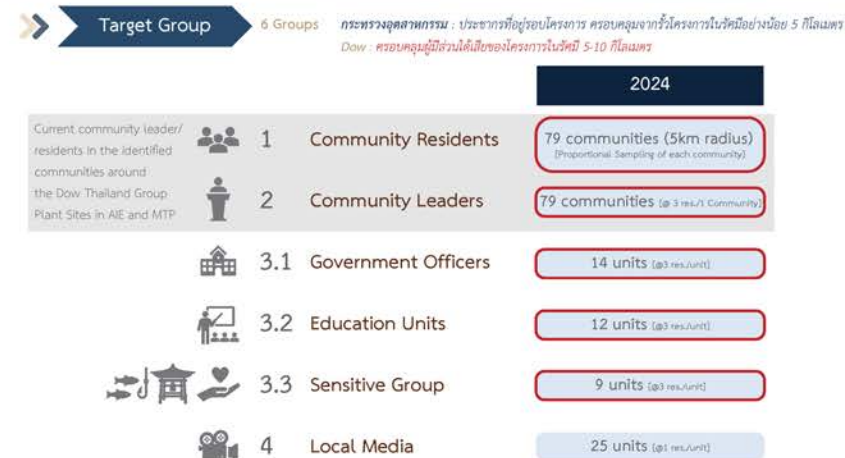 Target Group
6 Groups
กระทรวงอุตสาหกรรม : ประชากรที่อยู่รอบโครงการ ครอบคลุมจากรั้วโครงการในรัศมีอย่างน้อย 5 กิโลเมตร
Dow : ครอบคลุมผู้มีส่วนได้เสียของโครงการในรัศมี 5-10 กิโลเมตร
2024
Current community leader/
residents in the identified
communities around
the Dow Thailand Group
Plant Sites in AIE and MTP
1 Community Residents
79 communities (5km radius)
[Proportional Sampling of each community]
2 Community Leaders
79 communities [@ 3 res./1 Community]
3.1 Government Officers
14 units [@3 res./unit]
3.2 Education Units
12 units [@3 res./unit]
3.3 Sensitive Group
9 units [@3 res./unit]
4 Local Media
25 units [@1 res./unit]